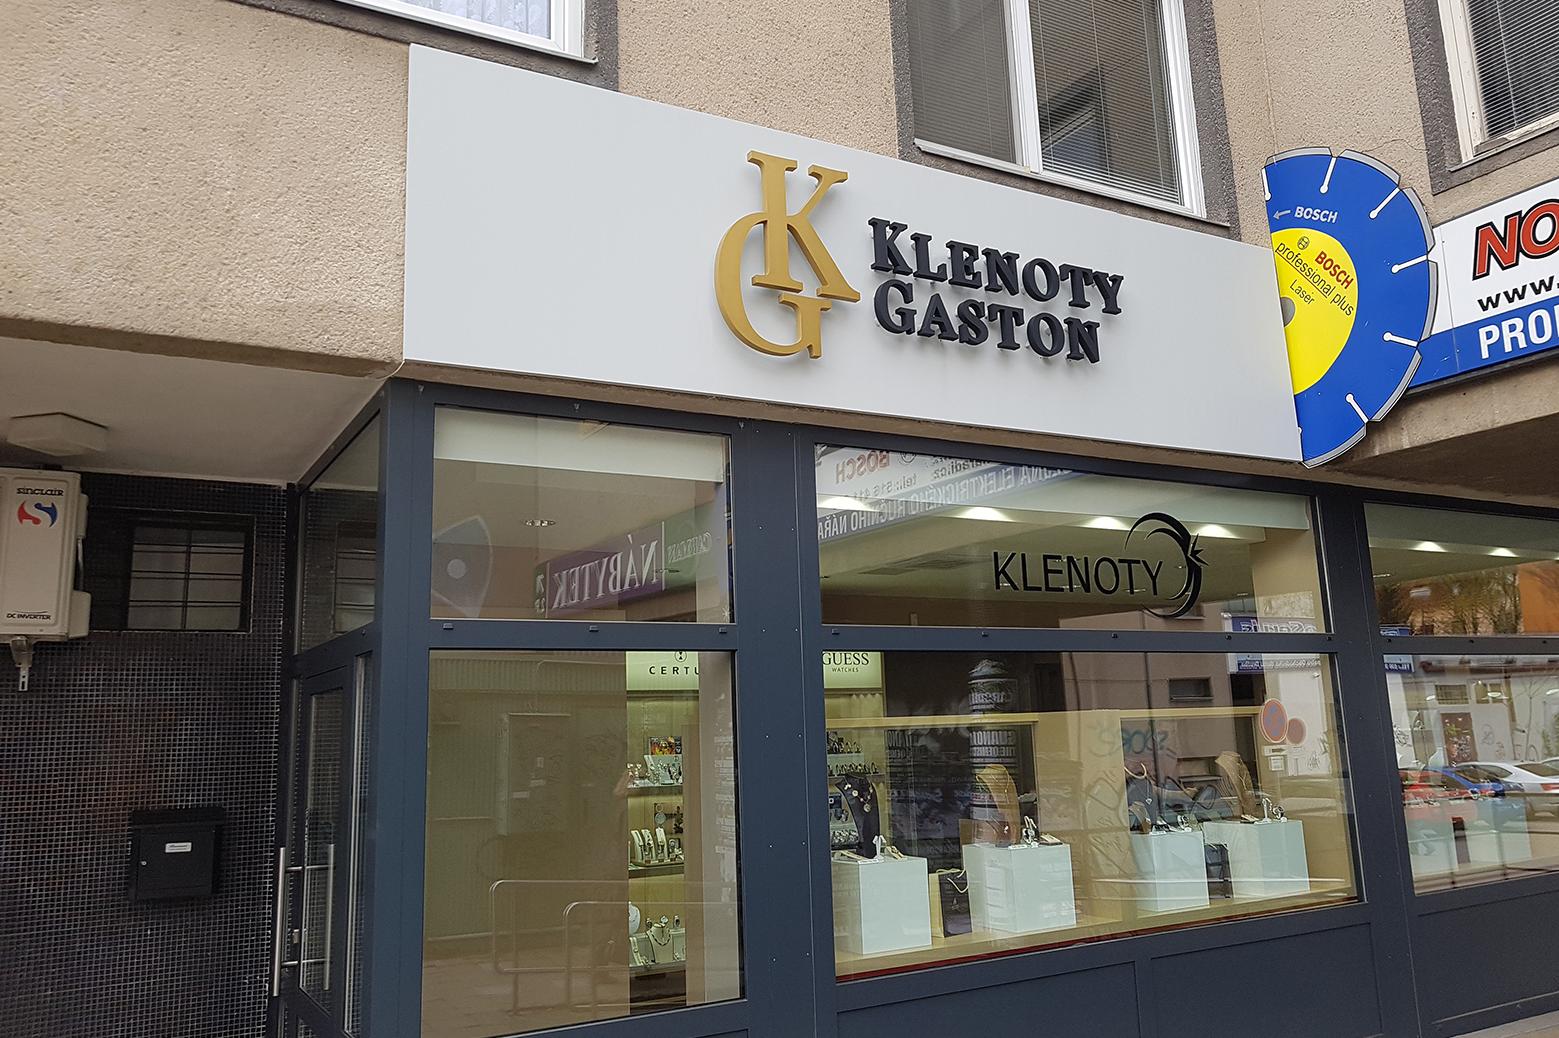 KG
KLENOTY
GASTON
BOSCH
BOSCH
professional plus
Laser
NO
www.
PRO
sinclair
DC INVERTER
NÁBYTEK
BOSCH
KLENOTY
CERTU
GUESS
WATCHES